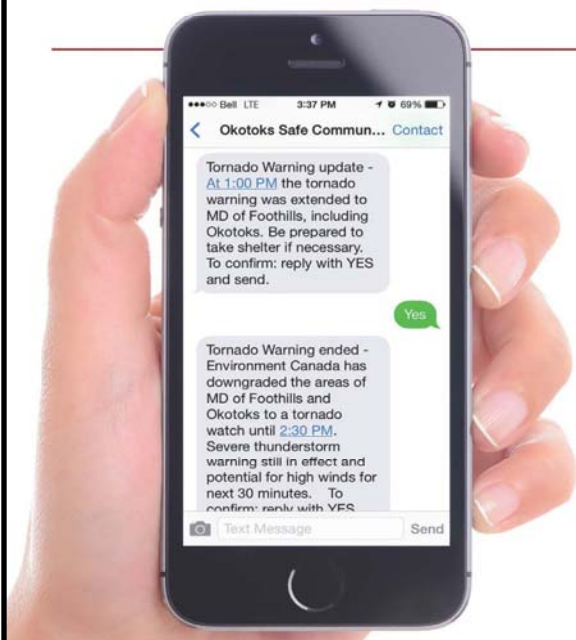 Bell LTE 3:37 PM 69%
Okotoks Safe Commun... Contact
Tornado Warning update -
At 1:00 PM the tornado
warning was extended to
MD of Foothills, including
Okotoks. Be prepared to
take shelter if necessary.
To confirm: reply with YES
and send.
Yes
Tornado Warning ended -
Environment Canada has
downgraded the areas of
MD of Foothills and
Okotoks to a tornado
watch until 2:30 PM.
Severe thunderstorm
warning still in effect and
potential for high winds for
next 30 minutes. To
confirm: reply with YES
Text Message Send